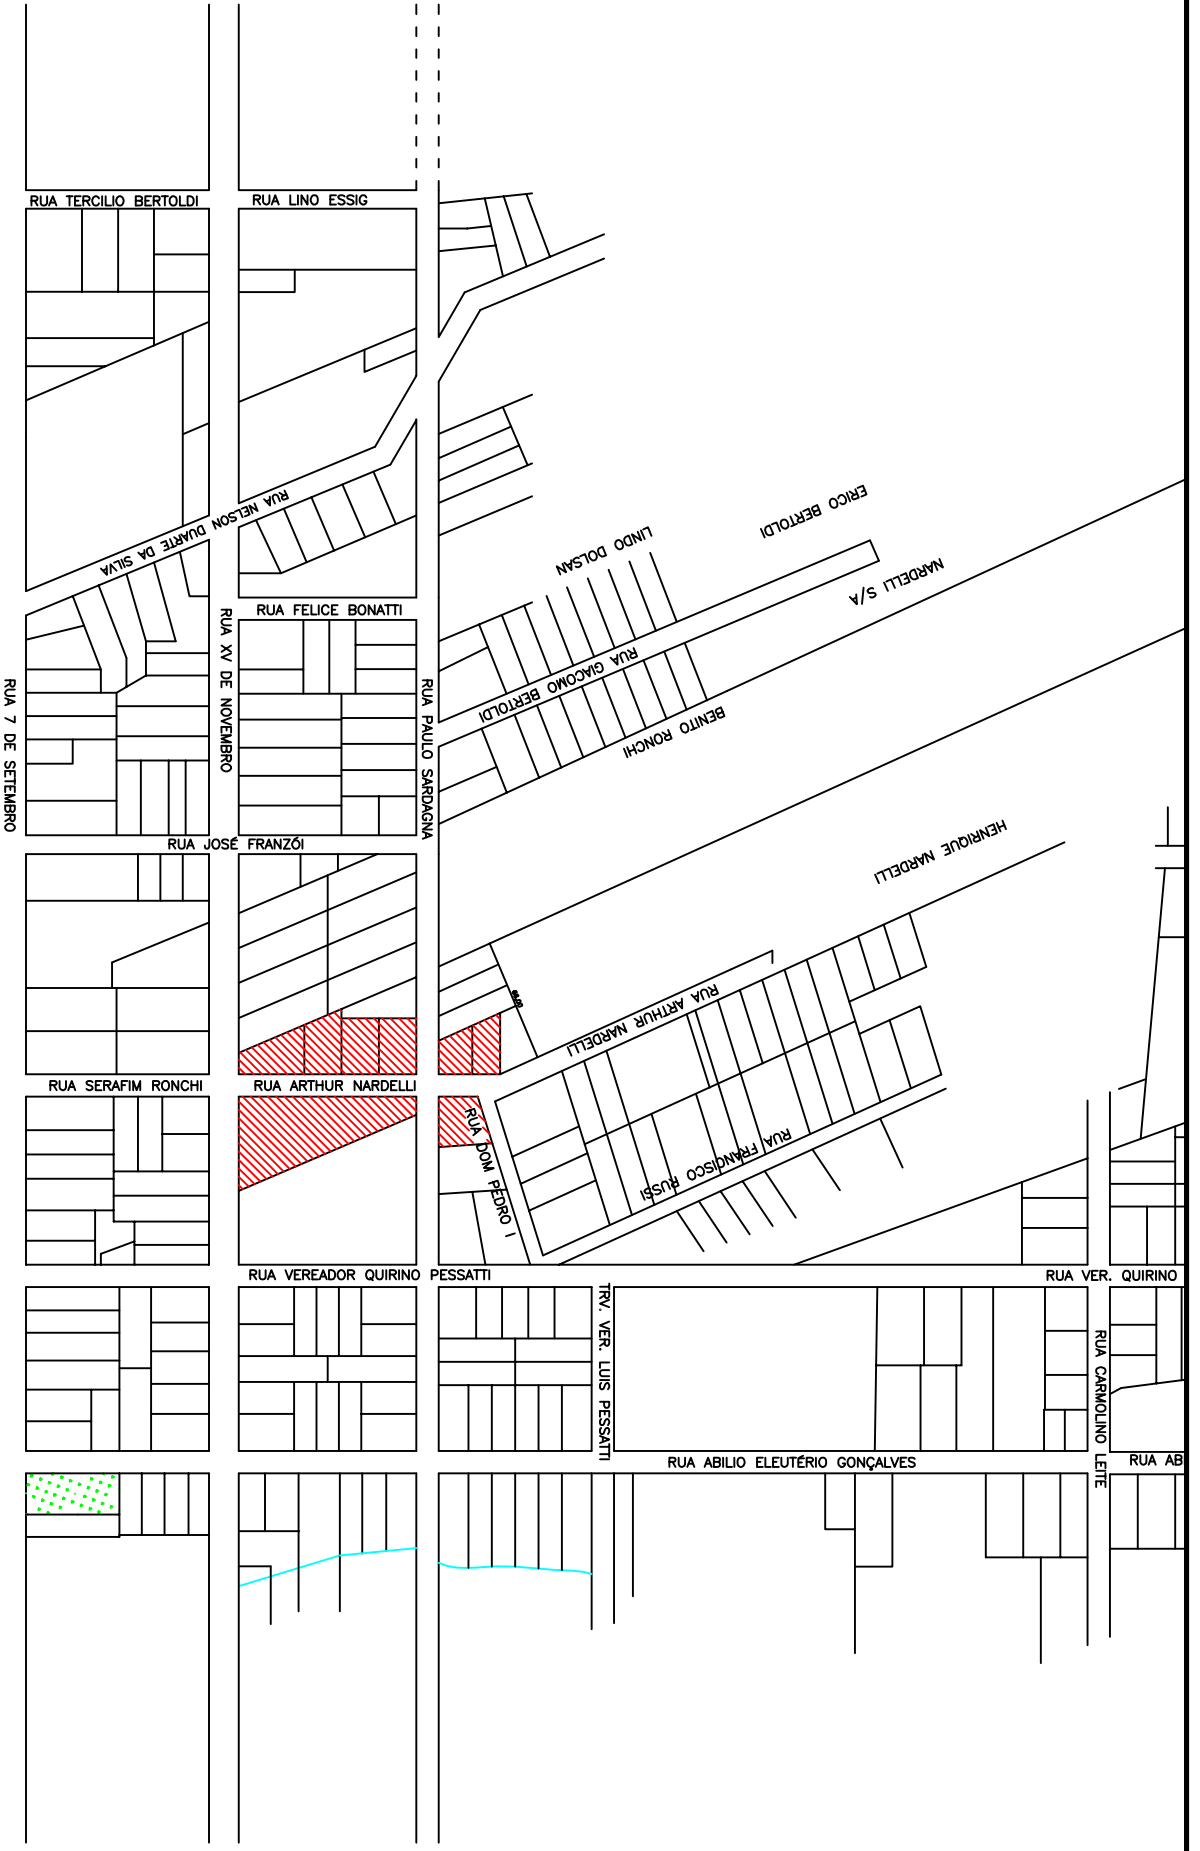 RUA TERCILIO BERTOLDI
RUA LINO ESSIG
RUA NELSON DUARTE DA SILVA
ERICO BERTOLDI
LINDO DOLSAN
NARDELLI S/A
RUA FELICE BONATTI
RUA XV DE NOVEMBRO
RUA GIACOMO BERTOLDI
RUA 7 DE SETEMBRO
RUA PAULO SARDAGNA
BENITO RONCHI
RUA JOSÉ FRANZÓI
HENRIQUE NARDELLI
RUA ARTHUR NARDELLI
RUA SERAFIM RONCHI
RUA ARTHUR NARDELLI
RUA DOM PEDRO I
RUA FRANCISCO RUSSI
RUA VEREADOR QUIRINO PESSATTI
RUA VER. QUIRINO
TRV. VER. LUIS PESSATTI
RUA CARMOLINO LEITE
RUA ABILIO ELEUTÉRIO GONÇALVES
RUA AB